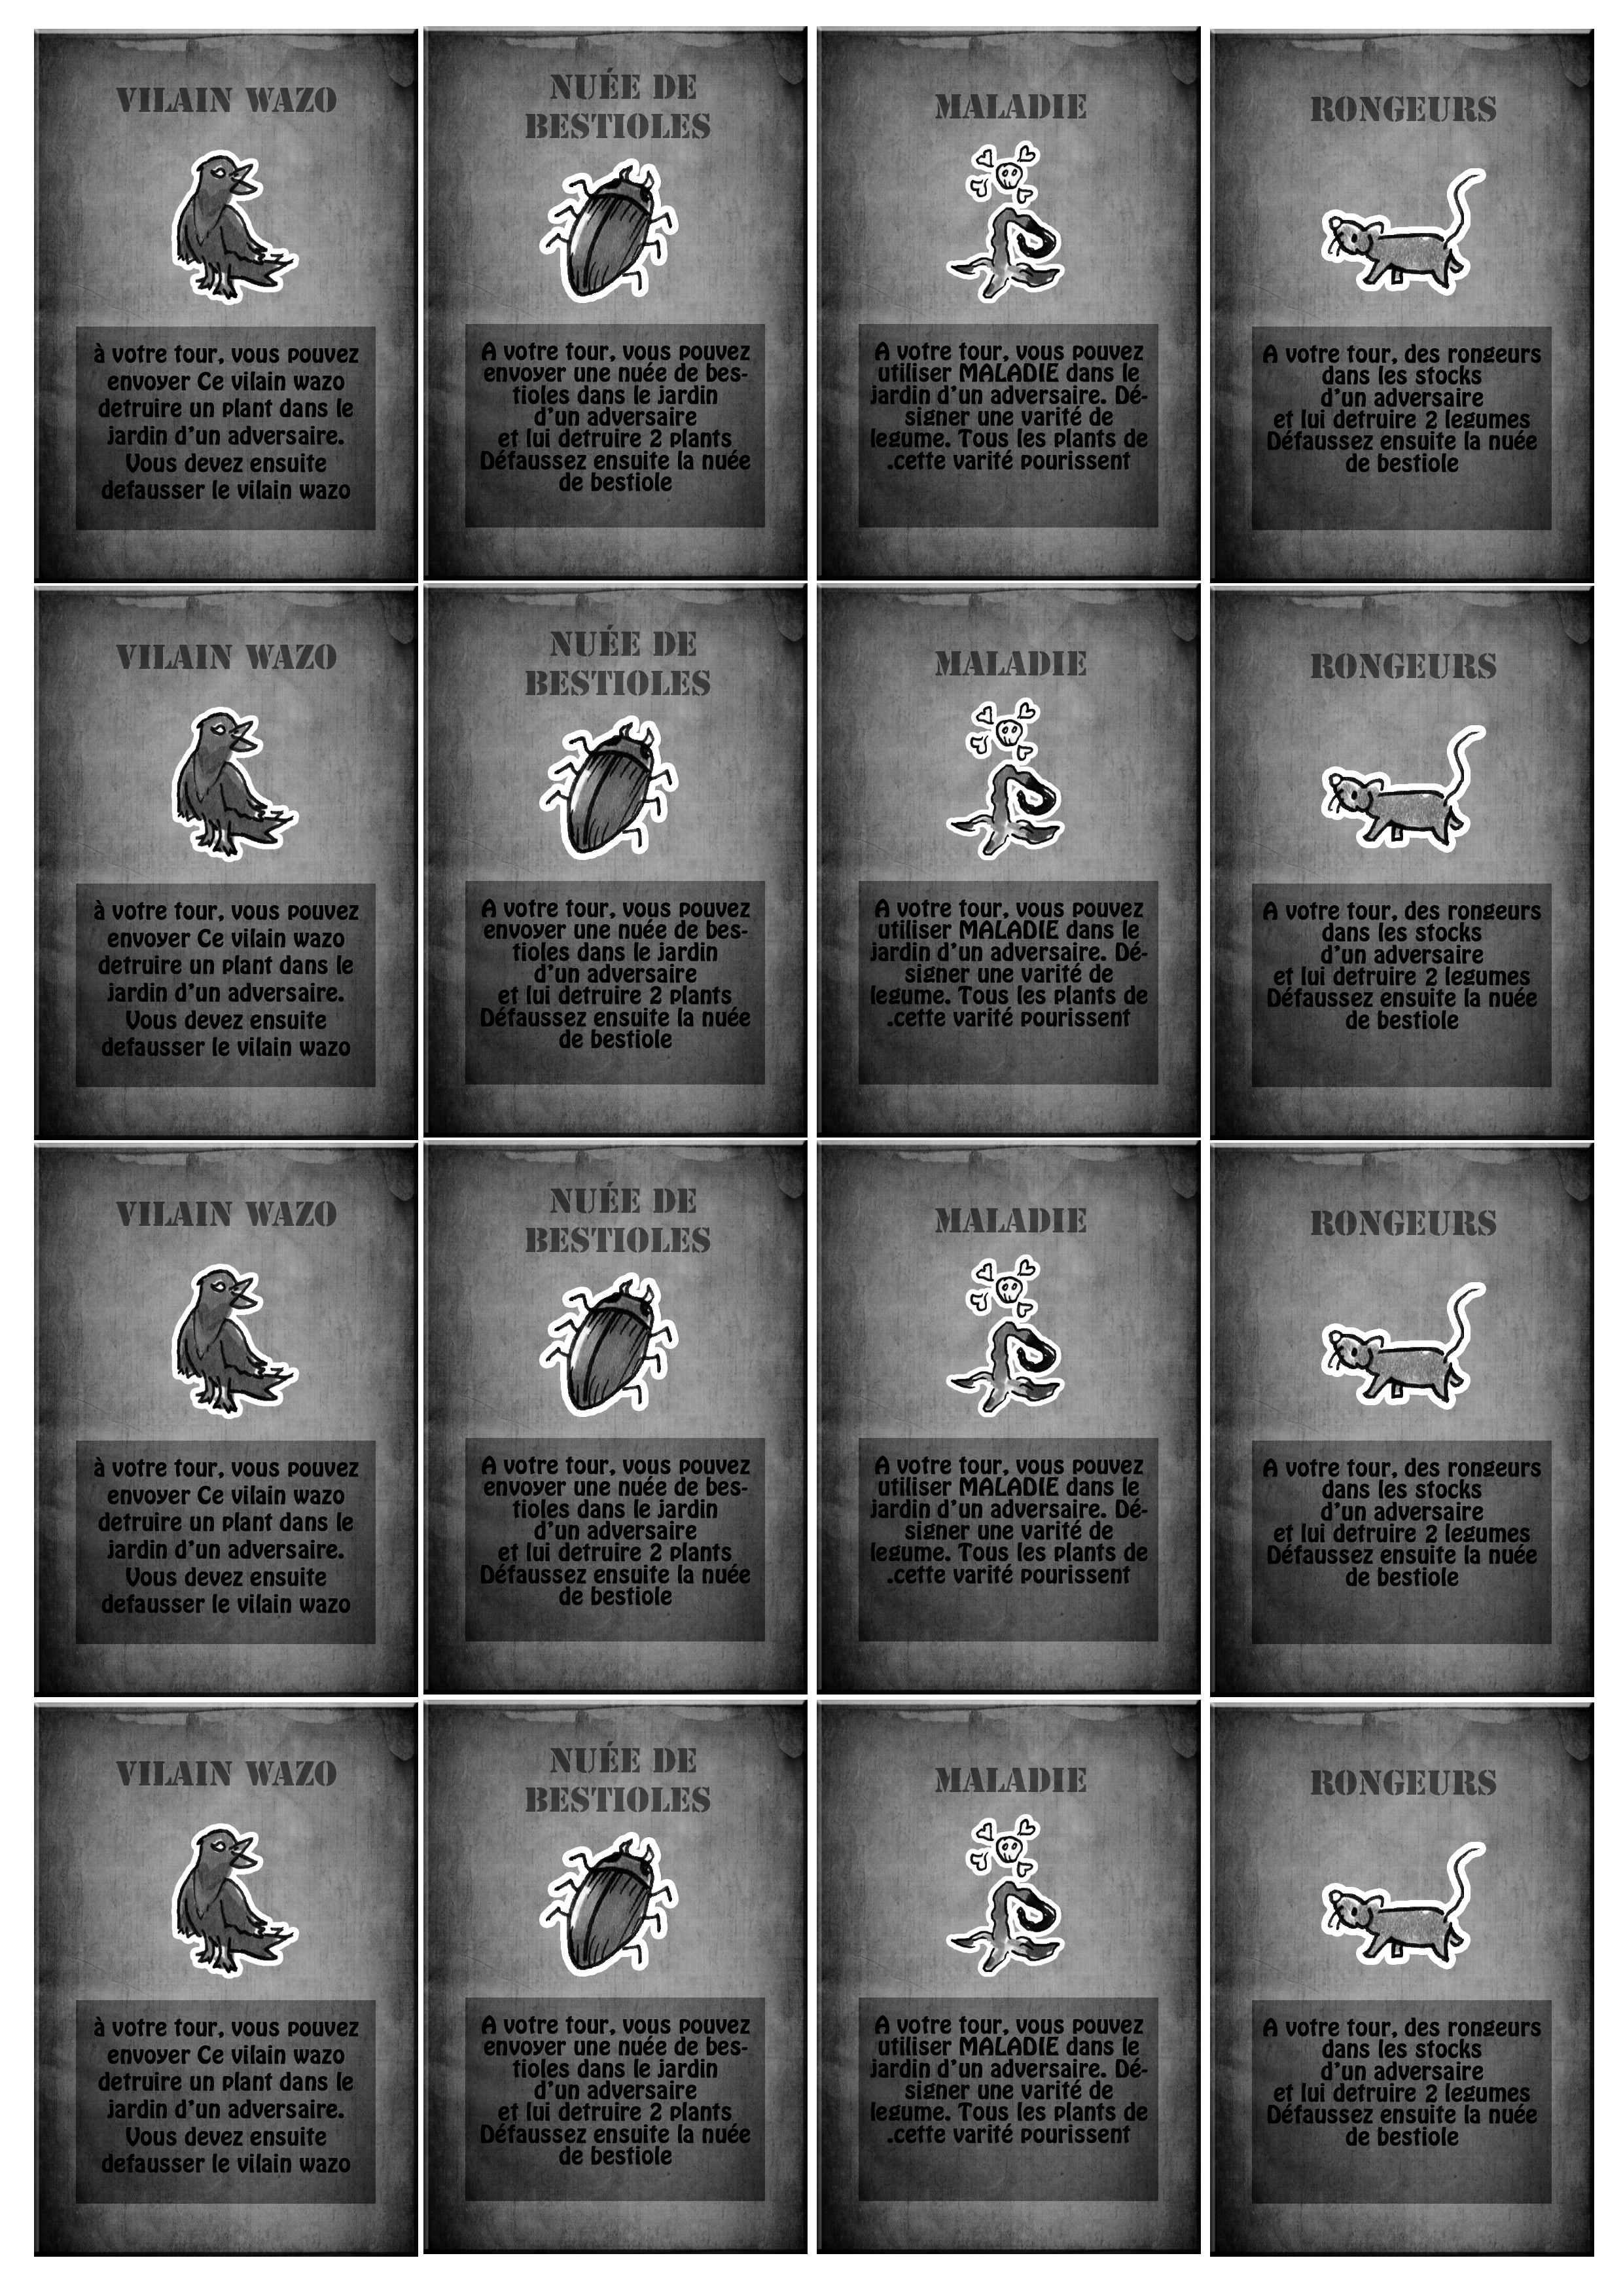 VILAIN WAZO
à votre tour, vous pouvez
envoyer Ce vilain wazo
detruire un plant dans le
jardin d'un adversaire.
Vous devez ensuite
defausser le vilain wazo
NUÉE DE
BESTIOLES
A votre tour, vous pouvez
envoyer une nuée de bes-
tioles dans le jardin
d'un adversaire
et lui detruire 2 plants
Défaussez ensuite la nuée
de bestiole
MALADIE
A votre tour, vous pouvez
utiliser MALADIE dans le
jardin d'un adversaire. Dé-
signer une varité de
legume. Tous les plants de
.cette varité pourissent
RONGEURS
A votre tour, des rongeurs
dans les stocks
d'un adversaire
et lui detruire 2 legumes
Défaussez ensuite la nuée
de bestiole
VILAIN WAZO
à votre tour, vous pouvez
envoyer Ce vilain wazo
detruire un plant dans le
jardin d'un adversaire.
Vous devez ensuite
defausser le vilain wazo
NUÉE DE
BESTIOLES
A votre tour, vous pouvez
envoyer une nuée de bes-
tioles dans le jardin
d'un adversaire
et lui detruire 2 plants
Défaussez ensuite la nuée
de bestiole
MALADIE
A votre tour, vous pouvez
utiliser MALADIE dans le
jardin d'un adversaire. Dé-
signer une varité de
legume. Tous les plants de
.cette varité pourissent
RONGEURS
A votre tour, des rongeurs
dans les stocks
d'un adversaire
et lui detruire 2 legumes
Défaussez ensuite la nuée
de bestiole
VILAIN WAZO
à votre tour, vous pouvez
envoyer Ce vilain wazo
detruire un plant dans le
jardin d'un adversaire.
Vous devez ensuite
defausser le vilain wazo
NUÉE DE
BESTIOLES
A votre tour, vous pouvez
envoyer une nuée de bes-
tioles dans le jardin
d'un adversaire
et lui detruire 2 plants
Défaussez ensuite la nuée
de bestiole
MALADIE
A votre tour, vous pouvez
utiliser MALADIE dans le
jardin d'un adversaire. Dé-
signer une varité de
legume. Tous les plants de
.cette varité pourissent
RONGEURS
A votre tour, des rongeurs
dans les stocks
d'un adversaire
et lui detruire 2 legumes
Défaussez ensuite la nuée
de bestiole
VILAIN WAZO
à votre tour, vous pouvez
envoyer Ce vilain wazo
detruire un plant dans le
jardin d'un adversaire.
Vous devez ensuite
defausser le vilain wazo
NUÉE DE
BESTIOLES
A votre tour, vous pouvez
envoyer une nuée de bes-
tioles dans le jardin
d'un adversaire
et lui detruire 2 plants
Défaussez ensuite la nuée
de bestiole
MALADIE
A votre tour, vous pouvez
utiliser MALADIE dans le
jardin d'un adversaire. Dé-
signer une varité de
legume. Tous les plants de
.cette varité pourissent
RONGEURS
A votre tour, des rongeurs
dans les stocks
d'un adversaire
et lui detruire 2 legumes
Défaussez ensuite la nuée
de bestiole